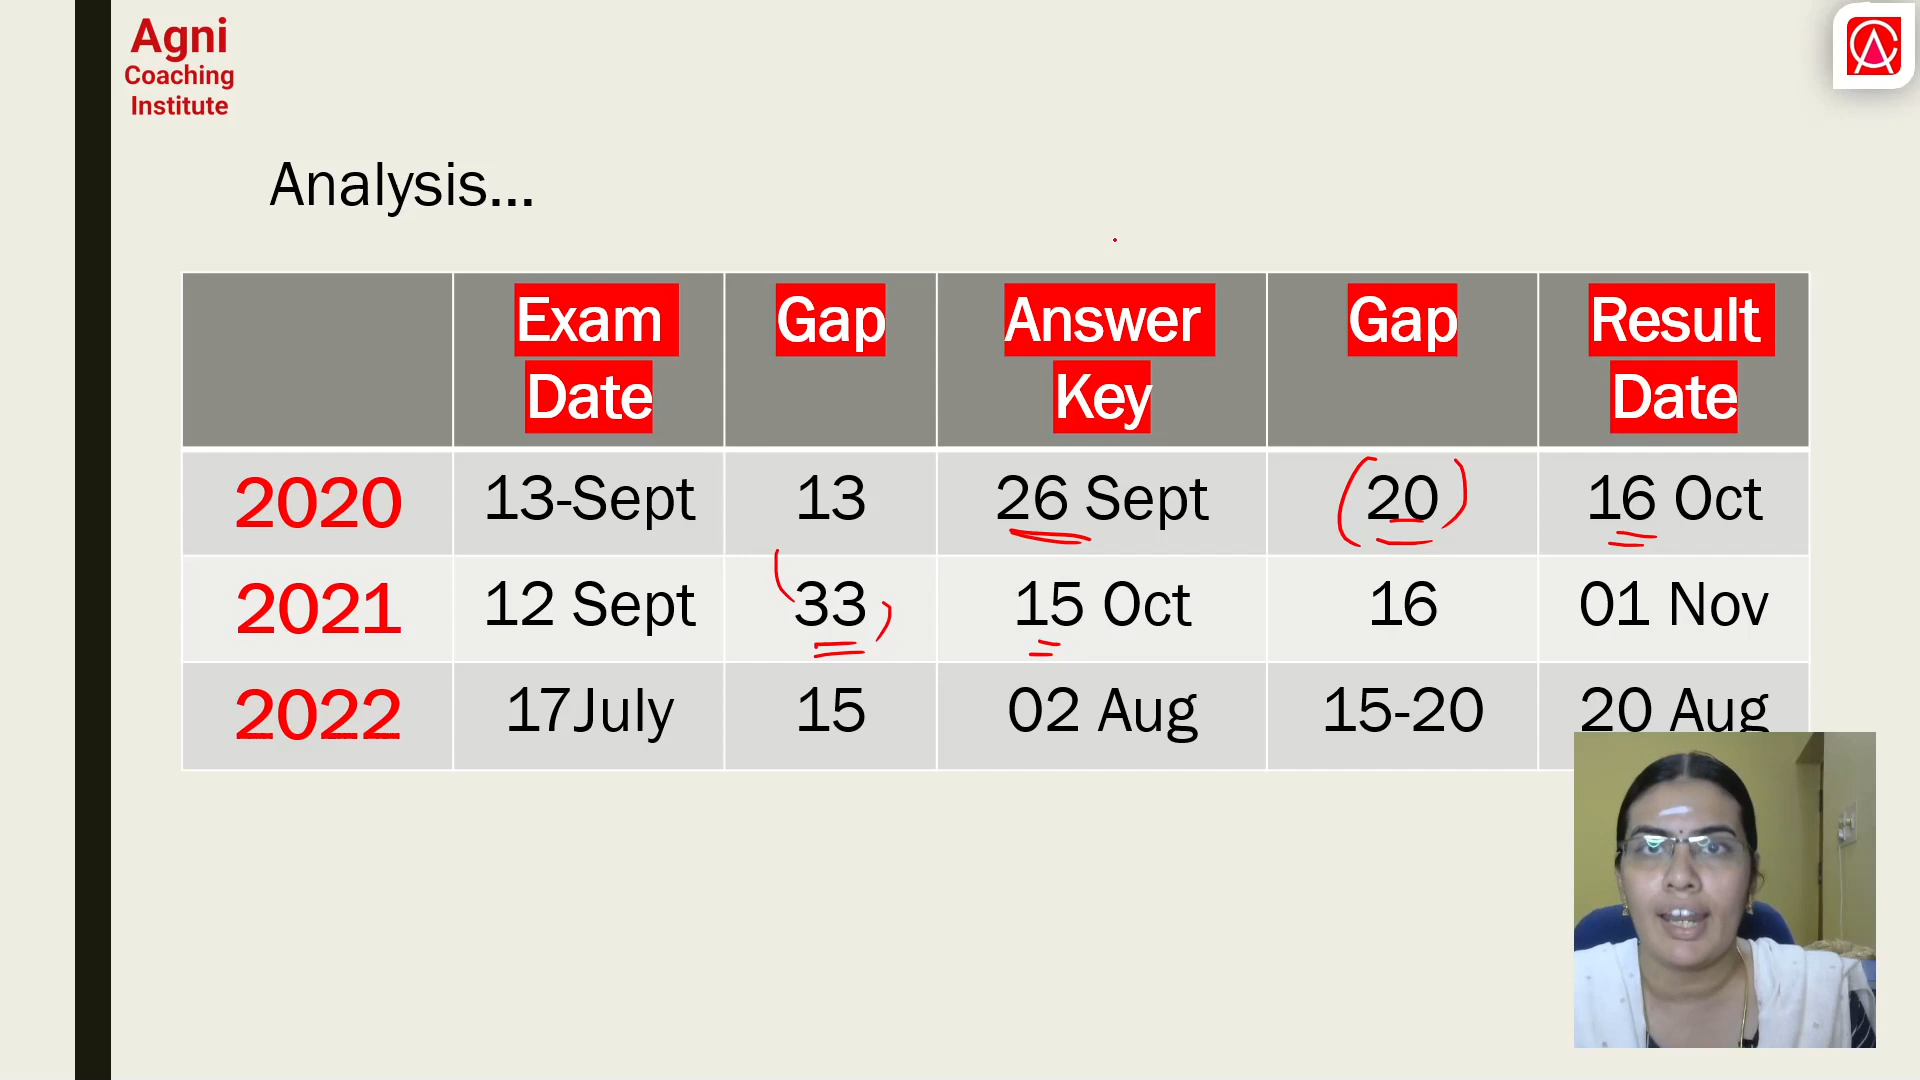 Agni
Coaching
Institute
Analysis...
Exam Date Gap Answer Key Gap Result Date
2020 13-Sept 13 26 Sept 20 16 Oct
2021 12 Sept 33 15 Oct 16 01 Nov
2022 17July 15 02 Aug 15-20 20 Aug